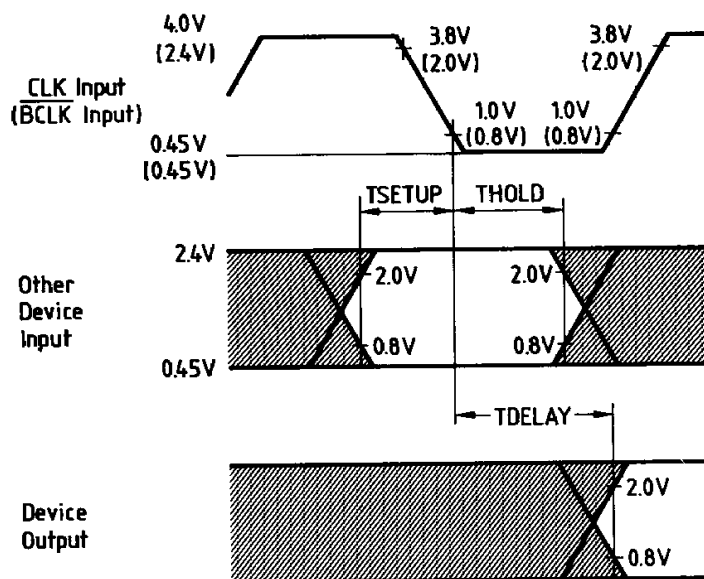 4.0V
(2.4V)
3.8V
(2.0V)
3.8V
(2.0V)
CLK Input
(BCLK Input)
1.0V
(0.8V)
1.0V
(0.8V)
0.45V
(0.45V)
TSETUP
THOLD
2.4V
2.0V
2.0V
Other
Device
Input
0.8V
0.8V
0.45V
TDELAY
2.0V
Device
Output
0.8V